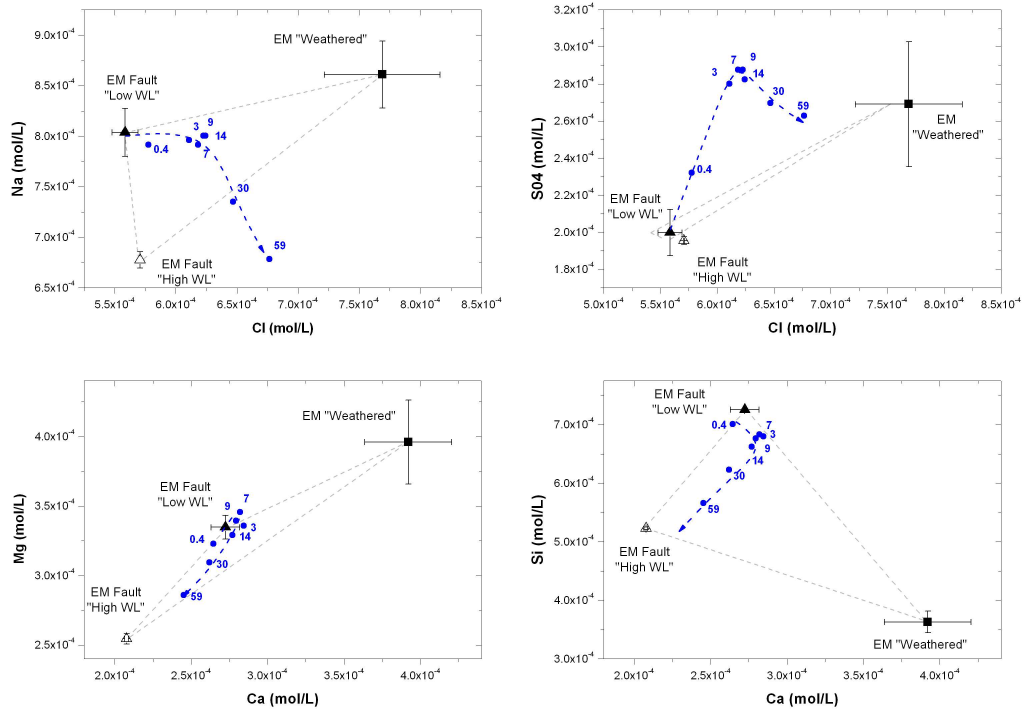 9.0x10⁻⁴
8.5x10⁻⁴
8.0x10⁻⁴
7.5x10⁻⁴
7.0x10⁻⁴
6.5x10⁻⁴
Na (mol/L)
EM "Weathered"
EM Fault
"Low WL"
0.4
3
9
14
7
30
59
EM Fault
"High WL"
5.5x10⁻⁴
6.0x10⁻⁴
6.5x10⁻⁴
7.0x10⁻⁴
7.5x10⁻⁴
8.0x10⁻⁴
8.5x10⁻⁴
Cl (mol/L)
3.2x10⁻⁴
3.0x10⁻⁴
2.8x10⁻⁴
2.6x10⁻⁴
2.4x10⁻⁴
2.2x10⁻⁴
2.0x10⁻⁴
1.8x10⁻⁴
S04 (mol/L)
7
9
3
14
30
59
EM
"Weathered"
0.4
EM Fault
"Low WL"
EM Fault
"High WL"
5.0x10⁻⁴
5.5x10⁻⁴
6.0x10⁻⁴
6.5x10⁻⁴
7.0x10⁻⁴
7.5x10⁻⁴
8.0x10⁻⁴
8.5x10⁻⁴
Cl (mol/L)
4.0x10⁻⁴
3.5x10⁻⁴
3.0x10⁻⁴
2.5x10⁻⁴
Mg (mol/L)
EM "Weathered"
EM Fault
"Low WL"
7
9
3
0.4
14
30
59
EM Fault
"High WL"
2.0x10⁻⁴
2.5x10⁻⁴
3.0x10⁻⁴
3.5x10⁻⁴
4.0x10⁻⁴
Ca (mol/L)
7.0x10⁻⁴
6.0x10⁻⁴
5.0x10⁻⁴
4.0x10⁻⁴
3.0x10⁻⁴
Si (mol/L)
EM Fault
"Low WL"
0.4
7
3
9
14
30
59
EM Fault
"High WL"
EM "Weathered"
2.0x10⁻⁴
2.5x10⁻⁴
3.0x10⁻⁴
3.5x10⁻⁴
4.0x10⁻⁴
Ca (mol/L)